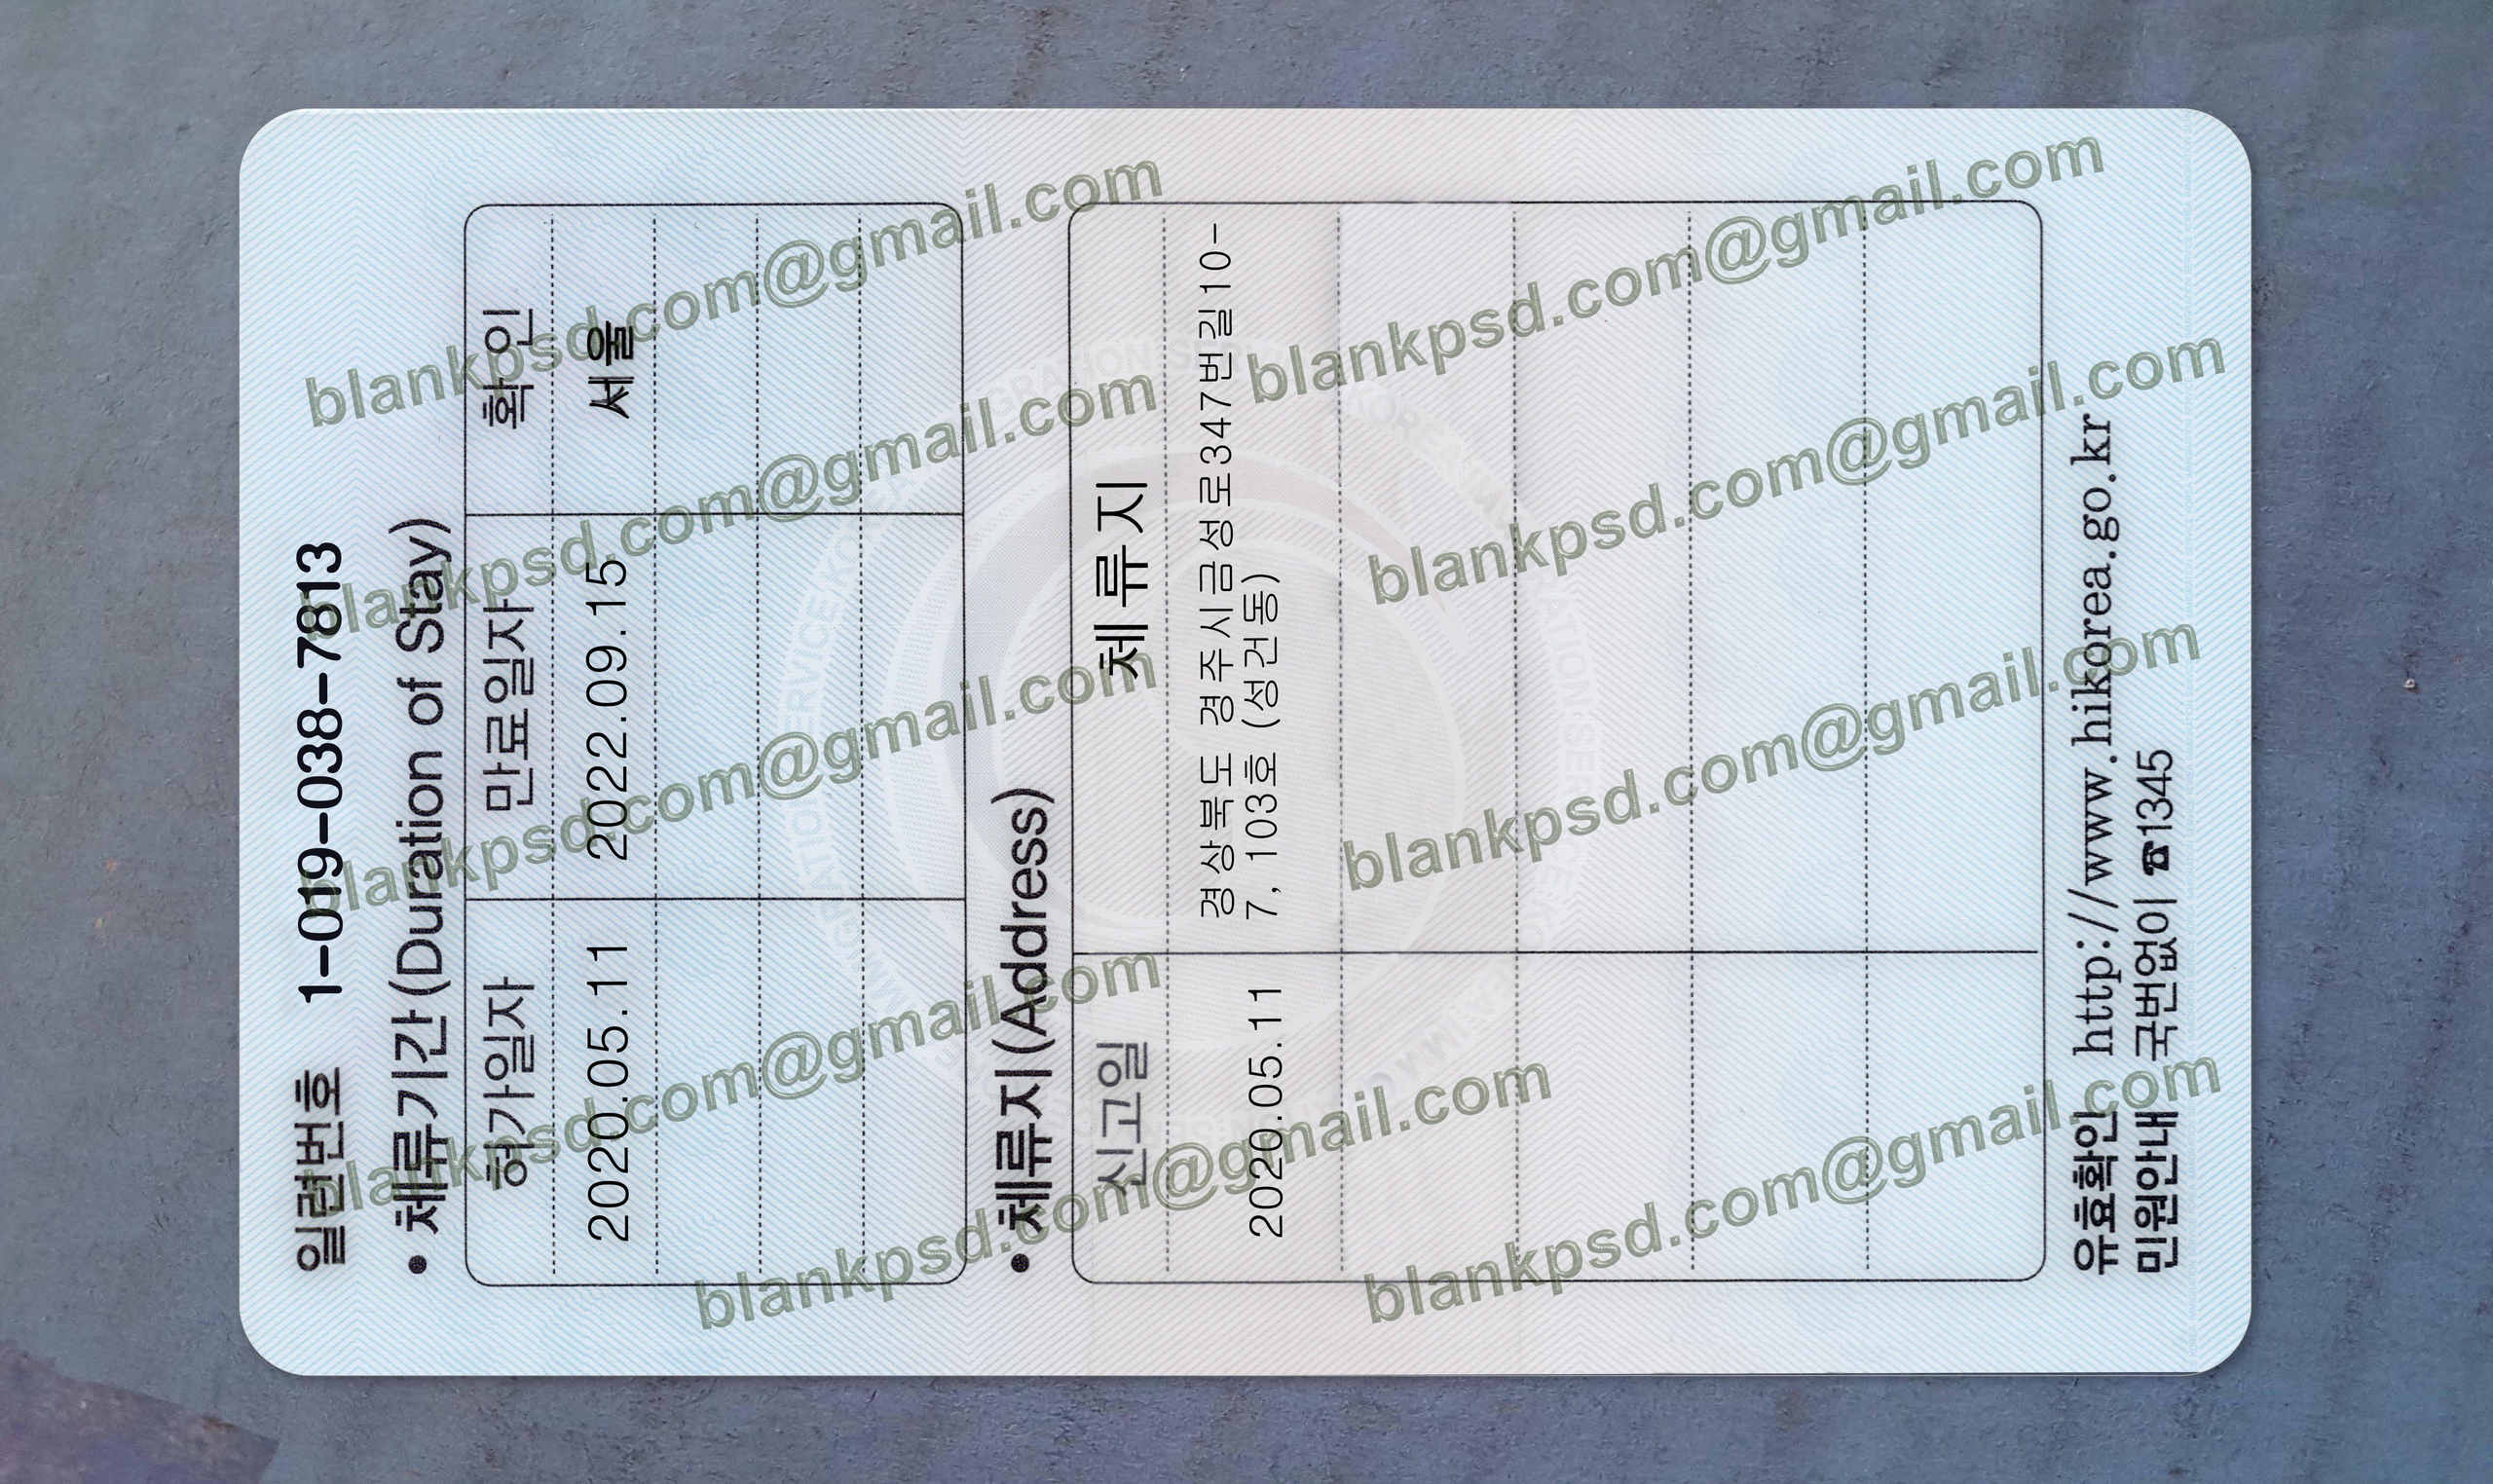 일련번호 1-019-038-7813
• 체류기간 (Duration of Stay)
허가일자 만료일자 확인
2020.05.11 2022.09.15 서울
• 체류지 (Address)
신고일 체류지
2020.05.11 경상북도 경주시금성로347번길10-
7, 103호 (성건동)
유효확인 http://www.hikorea.go.kr
민원안내 국번없이 ☎1345
blankpsd.com@gmail.com
blankpsd.com@gmail.com
blankpsd.com@gmail.com
blankpsd.com@gmail.com
blankpsd.com@gmail.com
blankpsd.com@gmail.com
blankpsd.com@gmail.com
blankpsd.com@gmail.com
blankpsd.com@gmail.com